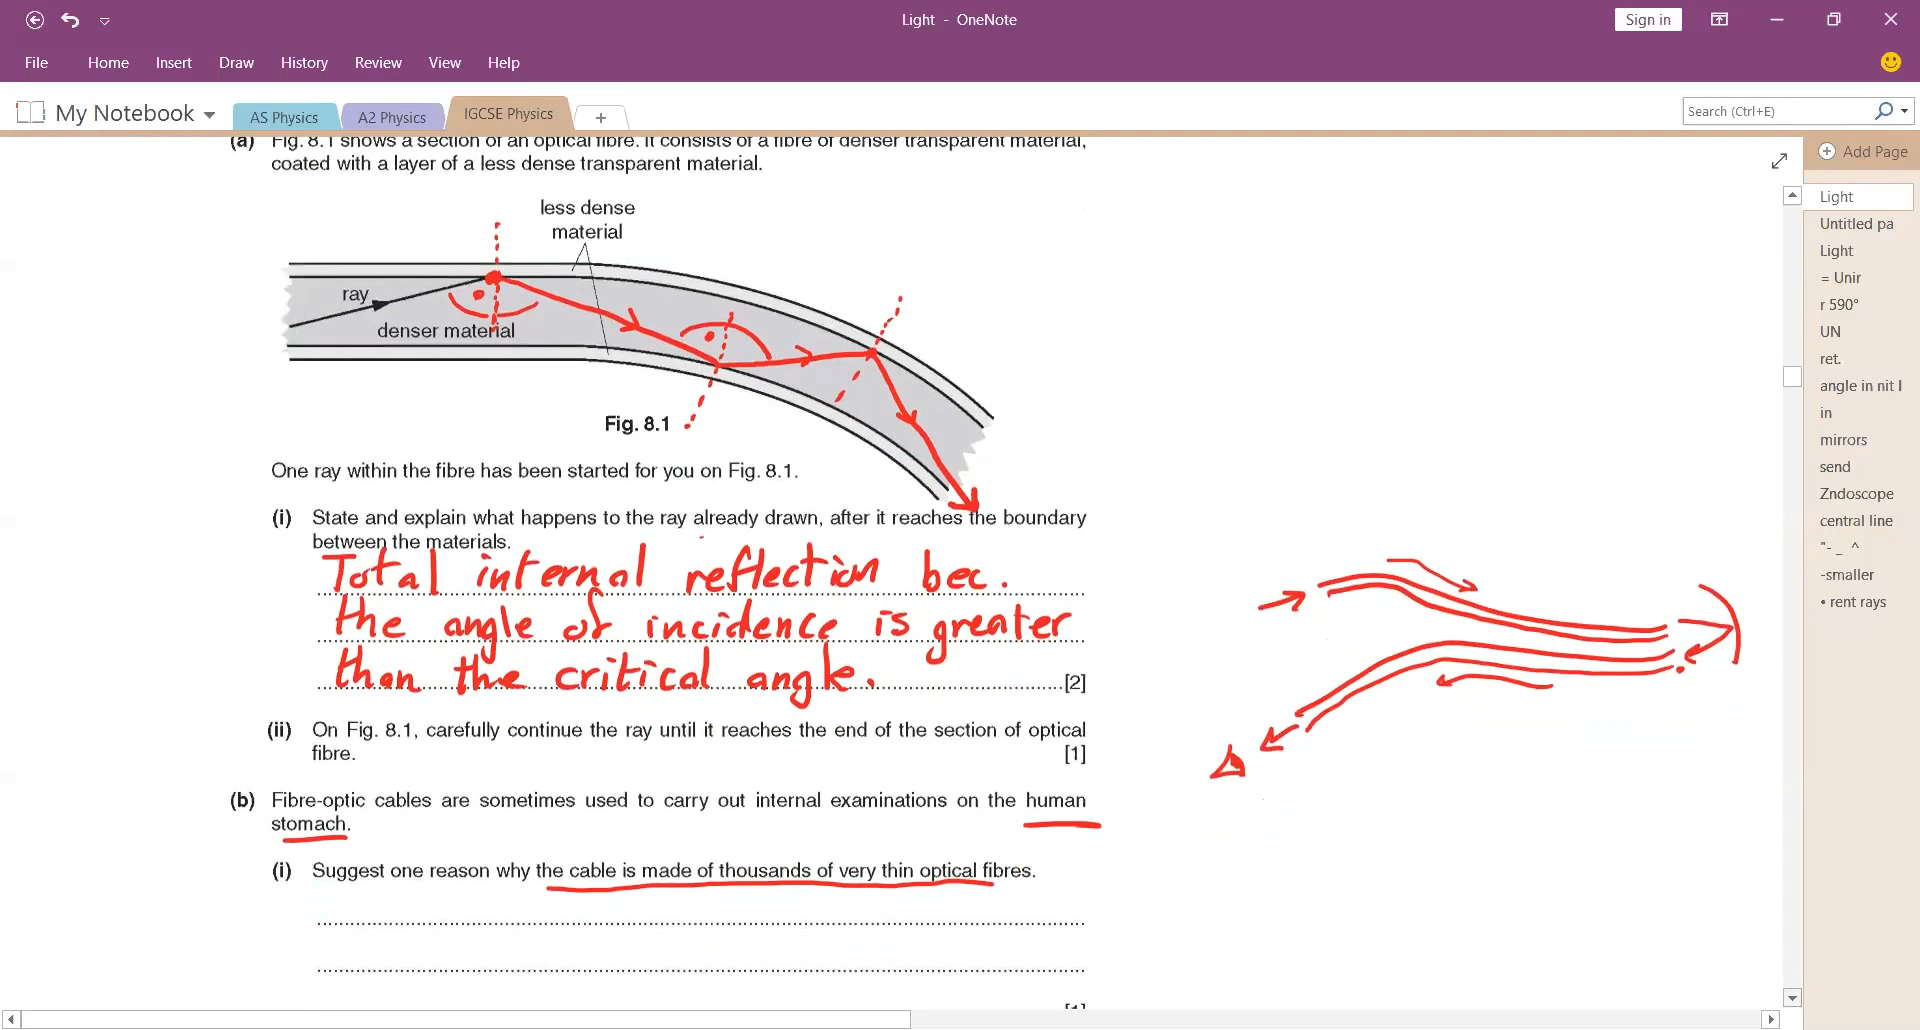 Light - OneNote
Sign in
File Home Insert Draw History Review View Help
My Notebook
AS Physics
A2 Physics
IGCSE Physics
+
Search (Ctrl+E)
Add Page
Light
Untitled pa
Light
= Unir
r 590°
UN
ret.
angle in nit I
in
mirrors
send
Zndoscope
central line
"- _ ^
-smaller
• rent rays
(a) Fig. 8.1 shows a section of an optical fibre. It consists of a fibre of denser transparent material,
coated with a layer of a less dense transparent material.
less dense
material
ray
denser material
Fig. 8.1
One ray within the fibre has been started for you on Fig. 8.1.
(i) State and explain what happens to the ray already drawn, after it reaches the boundary
between the materials.
Total internal reflection bec.
the angle of incidence is greater
than the critical angle.
[2]
(ii) On Fig. 8.1, carefully continue the ray until it reaches the end of the section of optical
fibre.
[1]
(b) Fibre-optic cables are sometimes used to carry out internal examinations on the human
stomach.
(i) Suggest one reason why the cable is made of thousands of very thin optical fibres.
[1]